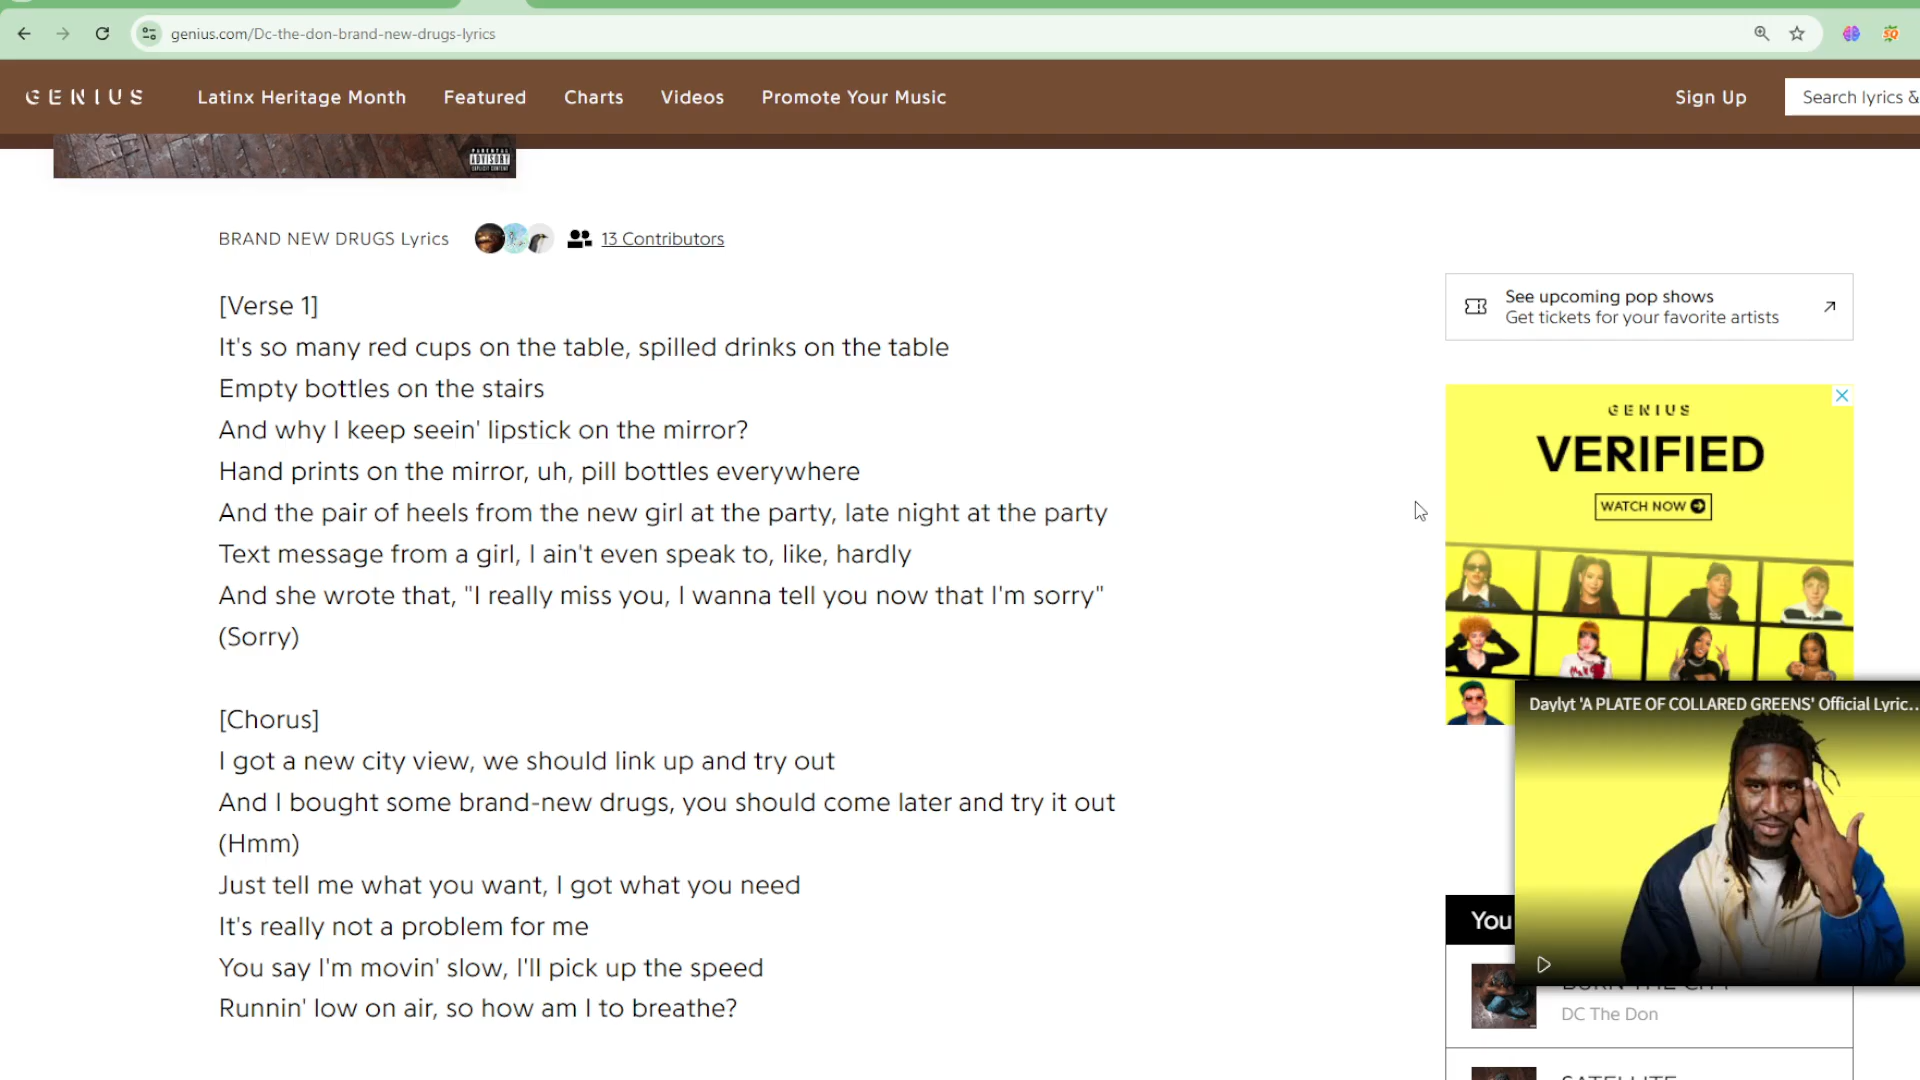 genius.com/Dc-the-don-brand-new-drugs-lyrics
SQ
GENIUS
Latinx Heritage Month
Featured
Charts
Videos
Promote Your Music
Sign Up
Search lyrics &
PARENTAL
ADVISORY
EXPLICIT CONTENT
BRAND NEW DRUGS Lyrics
13 Contributors
[Verse 1]
It's so many red cups on the table, spilled drinks on the table
Empty bottles on the stairs
And why I keep seein' lipstick on the mirror?
Hand prints on the mirror, uh, pill bottles everywhere
And the pair of heels from the new girl at the party, late night at the party
Text message from a girl, I ain't even speak to, like, hardly
And she wrote that, "I really miss you, I wanna tell you now that I'm sorry"
(Sorry)
[Chorus]
I got a new city view, we should link up and try out
And I bought some brand-new drugs, you should come later and try it out
(Hmm)
Just tell me what you want, I got what you need
It's really not a problem for me
You say I'm movin' slow, I'll pick up the speed
Runnin' low on air, so how am I to breathe?
See upcoming pop shows
Get tickets for your favorite artists
GENIUS
VERIFIED
WATCH NOW
Daylyt 'A PLATE OF COLLARED GREENS' Official Lyric...
You
BURN THE CITY
DC The Don
SATELLITE